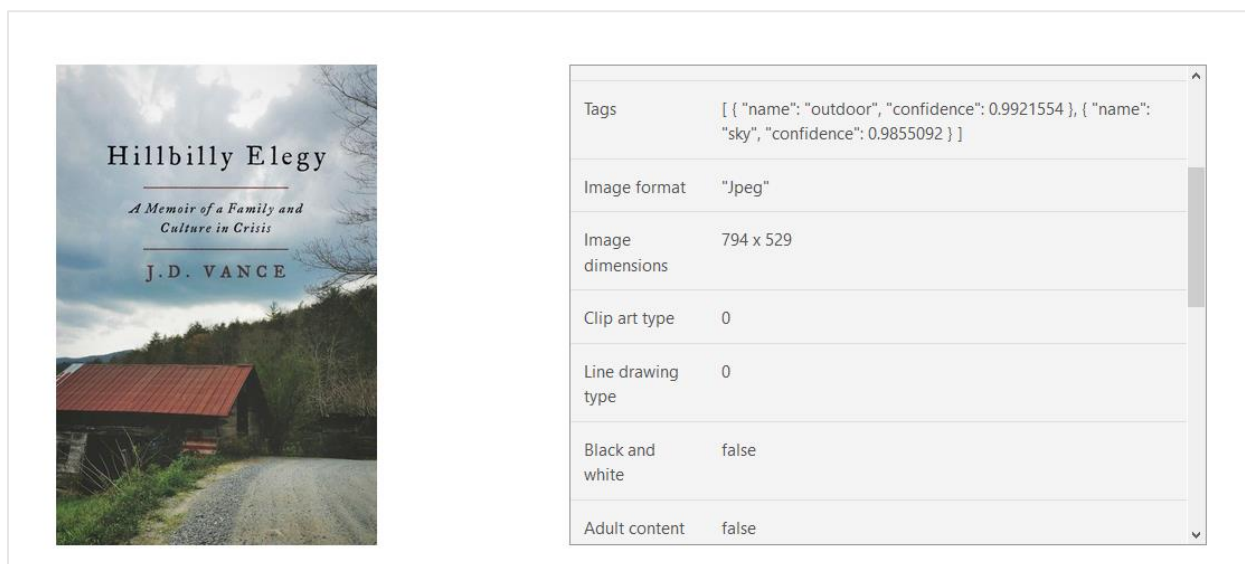 Hillbilly Elegy
A Memoir of a Family and
Culture in Crisis
J.D. VANCE
Tags [ { "name": "outdoor", "confidence": 0.9921554 }, { "name":
"sky", "confidence": 0.9855092 } ]
Image format "Jpeg"
Image
dimensions 794 x 529
Clip art type 0
Line drawing
type 0
Black and
white false
Adult content false